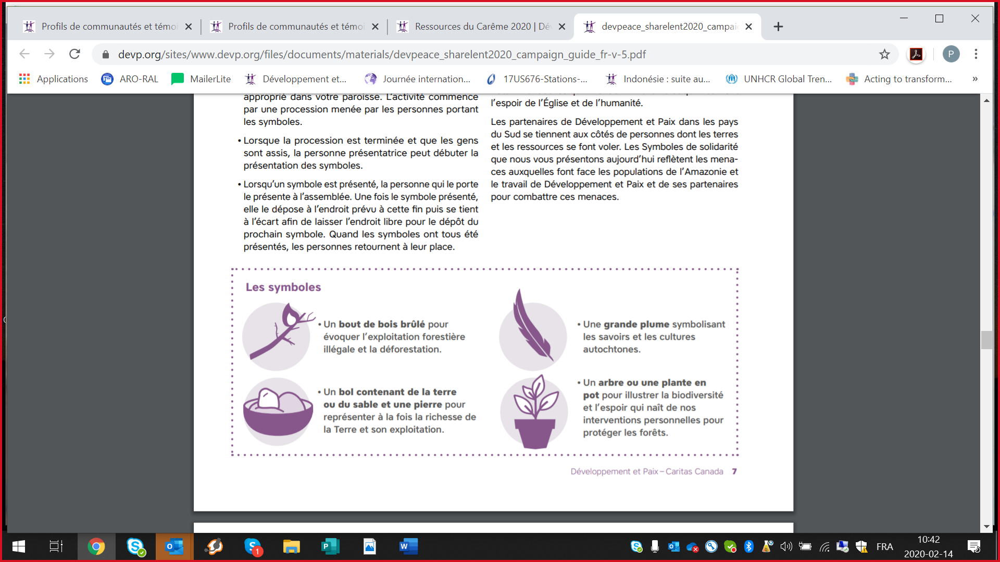 Profils de communautés et témoi
Profils de communautés et témoi
Ressources du Carême 2020 | Dév
devpeace_sharelent2020_campai
devp.org/sites/www.devp.org/files/documents/materials/devpeace_sharelent2020_campaign_guide_fr-v-5.pdf
P
Applications
ARO-RAL
MailerLite
Développement et...
Journée internation...
17US676-Stations-...
Indonésie : suite au...
UNHCR Global Tren...
Acting to transform...
»
approprié dans votre paroisse. L’activité commence
par une procession menée par les personnes portant
les symboles.
• Lorsque la procession est terminée et que les gens
sont assis, la personne présentatrice peut débuter la
présentation des symboles.
• Lorsqu’un symbole est présenté, la personne qui le porte
le présente à l’assemblée. Une fois le symbole présenté,
elle le dépose à l’endroit prévu à cette fin puis se tient
à l’écart afin de laisser l’endroit libre pour le dépôt du
prochain symbole. Quand les symboles ont tous été
présentés, les personnes retournent à leur place.
l’espoir de l’Église et de l’humanité.
Les partenaires de Développement et Paix dans les pays
du Sud se tiennent aux côtés de personnes dont les terres
et les ressources se font voler. Les Symboles de solidarité
que nous vous présentons aujourd’hui reflètent les mena-
ces auxquelles font face les populations de l’Amazonie et
le travail de Développement et Paix et de ses partenaires
pour combattre ces menaces.
Les symboles
• Un bout de bois brûlé pour
évoquer l’exploitation forestière
illégale et la déforestation.
• Un bol contenant de la terre
ou du sable et une pierre pour
représenter à la fois la richesse de
la Terre et son exploitation.
• Une grande plume symbolisant
les savoirs et les cultures
autochtones.
• Un arbre ou une plante en
pot pour illustrer la biodiversité
et l’espoir qui naît de nos
interventions personnelles pour
protéger les forêts.
Développement et Paix – Caritas Canada 7
1
FRA
10:42
2020-02-14